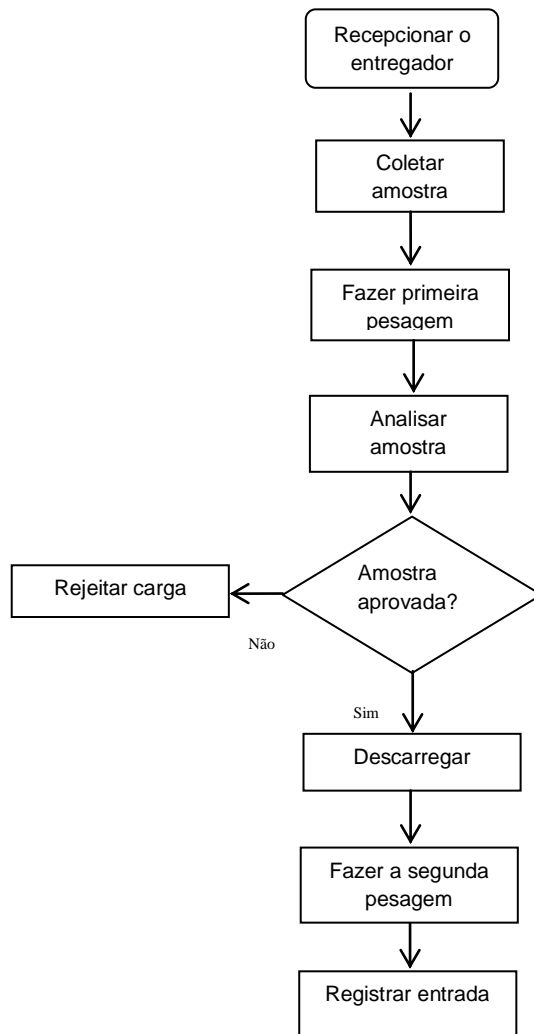 Recepcionar o
entregador
Coletar
amostra
Fazer primeira
pesagem
Analisar
amostra
Amostra
aprovada?
Rejeitar carga
Não
Sim
Descarregar
Fazer a segunda
pesagem
Registrar entrada